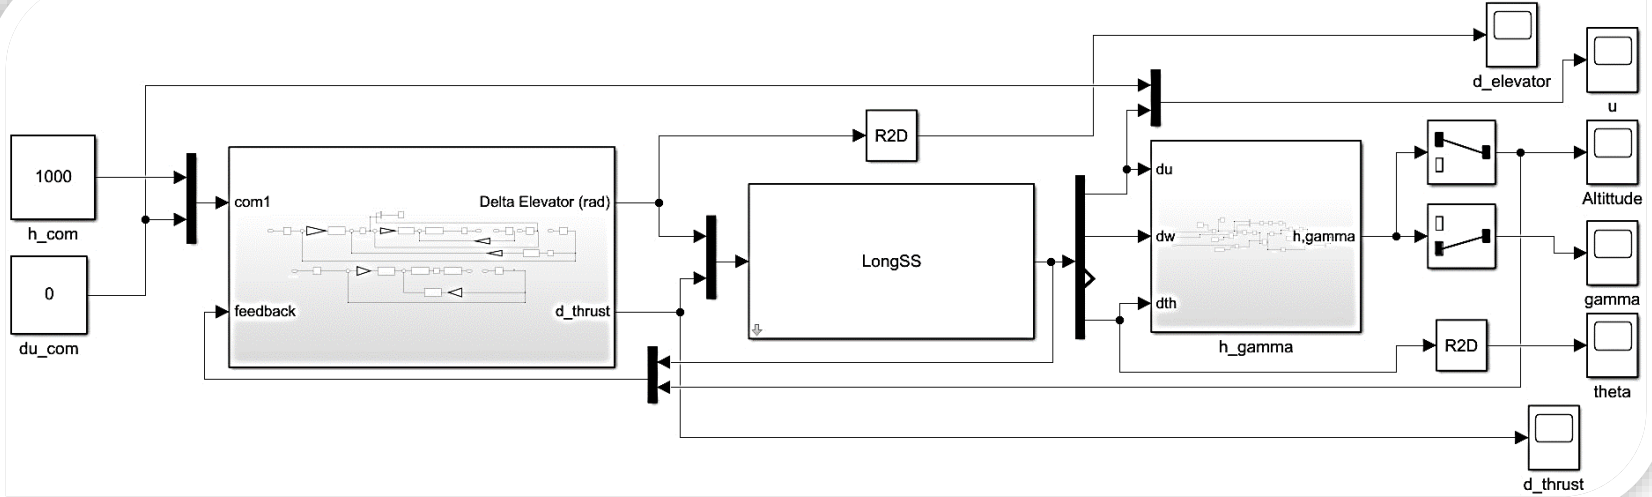 d_elevator
u
1000
h_com
0
du_com
com1
feedback
Delta Elevator (rad)
d_thrust
R2D
LongSS
du
dw
dth
h,gamma
h_gamma
Altittude
gamma
R2D
theta
d_thrust